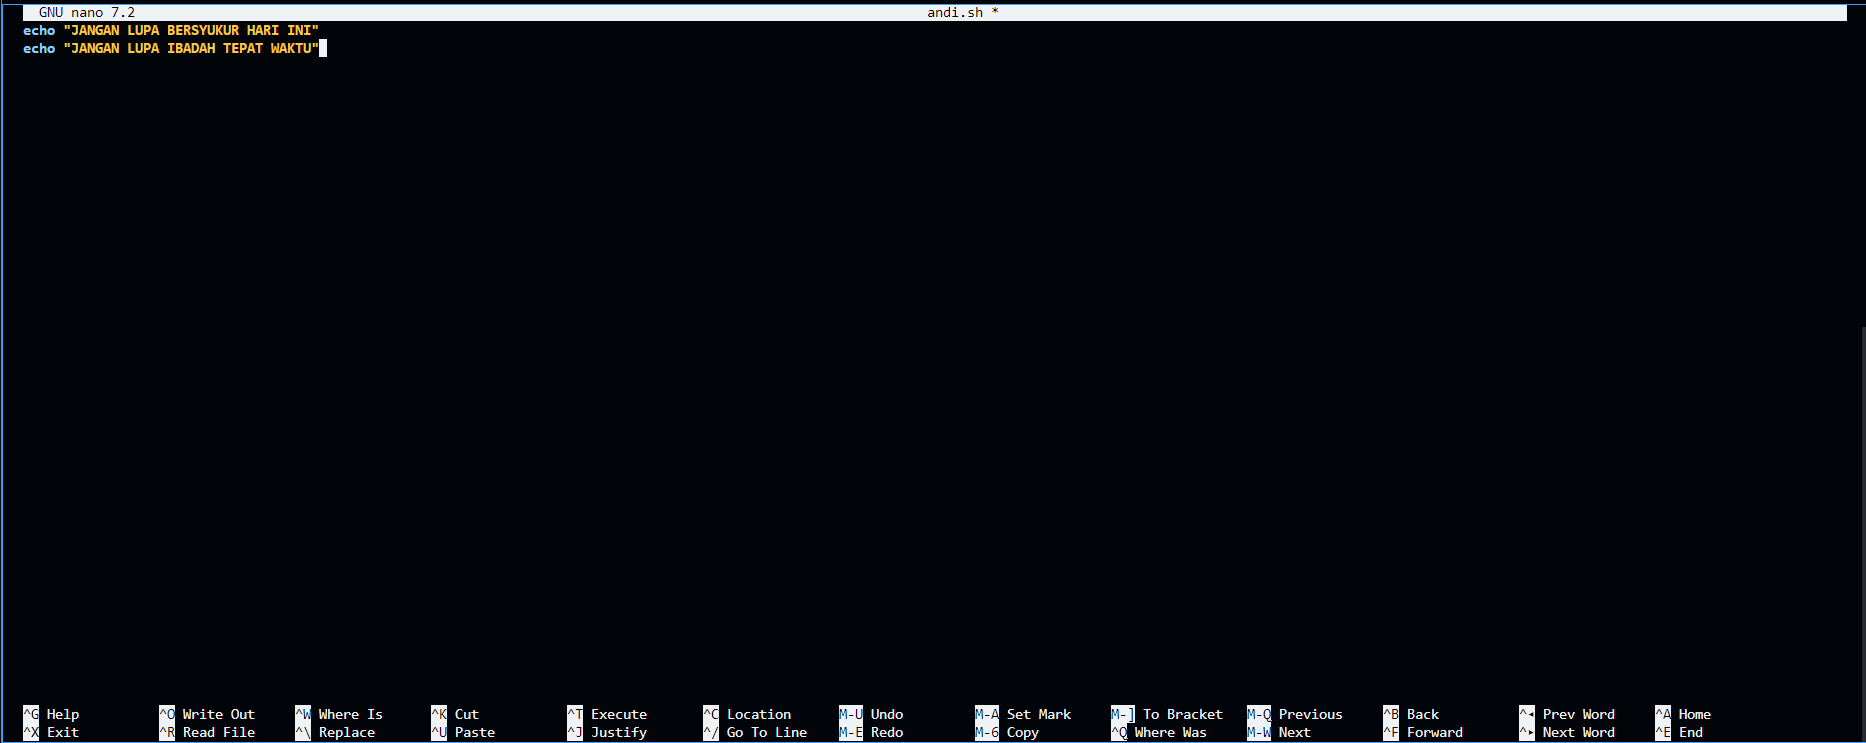 GNU nano 7.2 andi.sh *
echo "JANGAN LUPA BERSYUKUR HARI INI"
echo "JANGAN LUPA IBADAH TEPAT WAKTU"
^G Help ^O Write Out ^W Where Is ^K Cut ^T Execute ^C Location M-U Undo M-A Set Mark M-] To Bracket M-Q Previous ^B Back ^◂ Prev Word ^A Home
^X Exit ^R Read File ^\ Replace ^U Paste ^J Justify ^/ Go To Line M-E Redo M-6 Copy ^Q Where Was M-W Next ^F Forward ^▸ Next Word ^E End